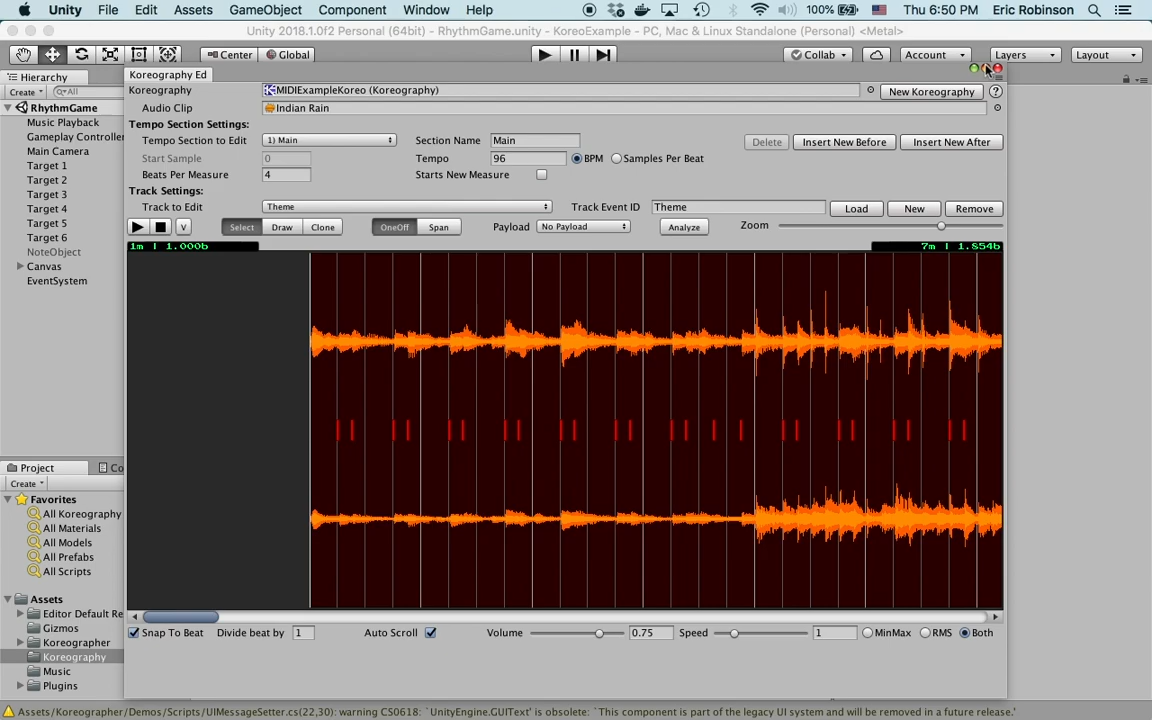 Unity File Edit Assets GameObject Component Window Help 100% Thu 6:50 PM Eric Robinson
Unity 2018.1.0f2 Personal (64bit) - RhythmGame.unity - KoreoExample - PC, Mac & Linux Standalone (Personal) <Metal>
Center Global Collab Account Layers Layout
Hierarchy
Create All
RhythmGame
Music Playback
Gameplay Controller
Main Camera
Target 1
Target 2
Target 3
Target 4
Target 5
Target 6
NoteObject
Canvas
EventSystem
Koreography Ed
Koreography MIDIExampleKoreo (Koreography) New Koreography ?
Audio Clip Indian Rain
Tempo Section Settings:
Tempo Section to Edit 1) Main Section Name Main Delete Insert New Before Insert New After
Start Sample 0 Tempo 96 BPM Samples Per Beat
Beats Per Measure 4 Starts New Measure
Track Settings:
Track to Edit Theme Track Event ID Theme Load New Remove
V Select Draw Clone OneOff Span Payload No Payload Analyze Zoom
1m | 1.000b 7m | 1.854b
Snap To Beat Divide beat by 1 Auto Scroll Volume 0.75 Speed 1 MinMax RMS Both
Project Co
Create
Favorites
All Koreography
All Materials
All Models
All Prefabs
All Scripts
Assets
Editor Default Re
Gizmos
Koreographer
Koreography
Music
Plugins
Assets/Koreographer/Demos/Scripts/UIMessageSetter.cs(22,30): warning CS0618: `UnityEngine.GUIText' is obsolete: `This component is part of the legacy UI system and will be removed in a future release.'